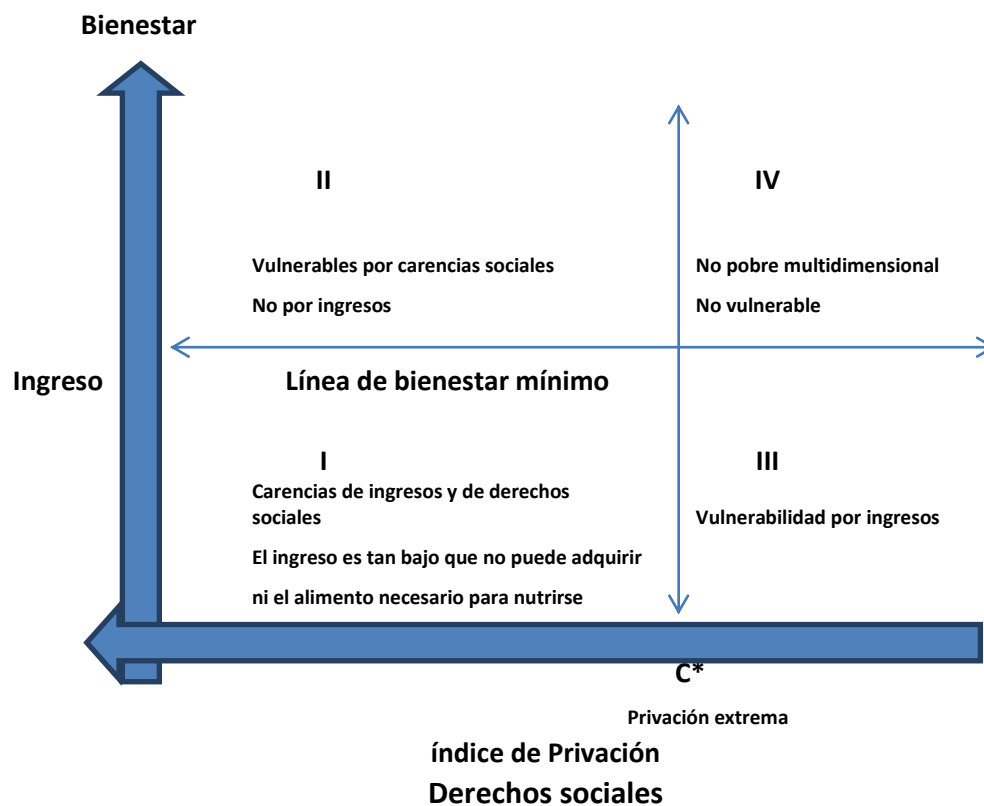 Bienestar
II
Vulnerables por carencias sociales
No por ingresos
IV
No pobre multidimensional
No vulnerable
Ingreso
Línea de bienestar mínimo
I
Carencias de ingresos y de derechos
sociales
El ingreso es tan bajo que no puede adquirir
ni el alimento necesario para nutrirse
III
Vulnerabilidad por ingresos
C*
Privación extrema
índice de Privación
Derechos sociales